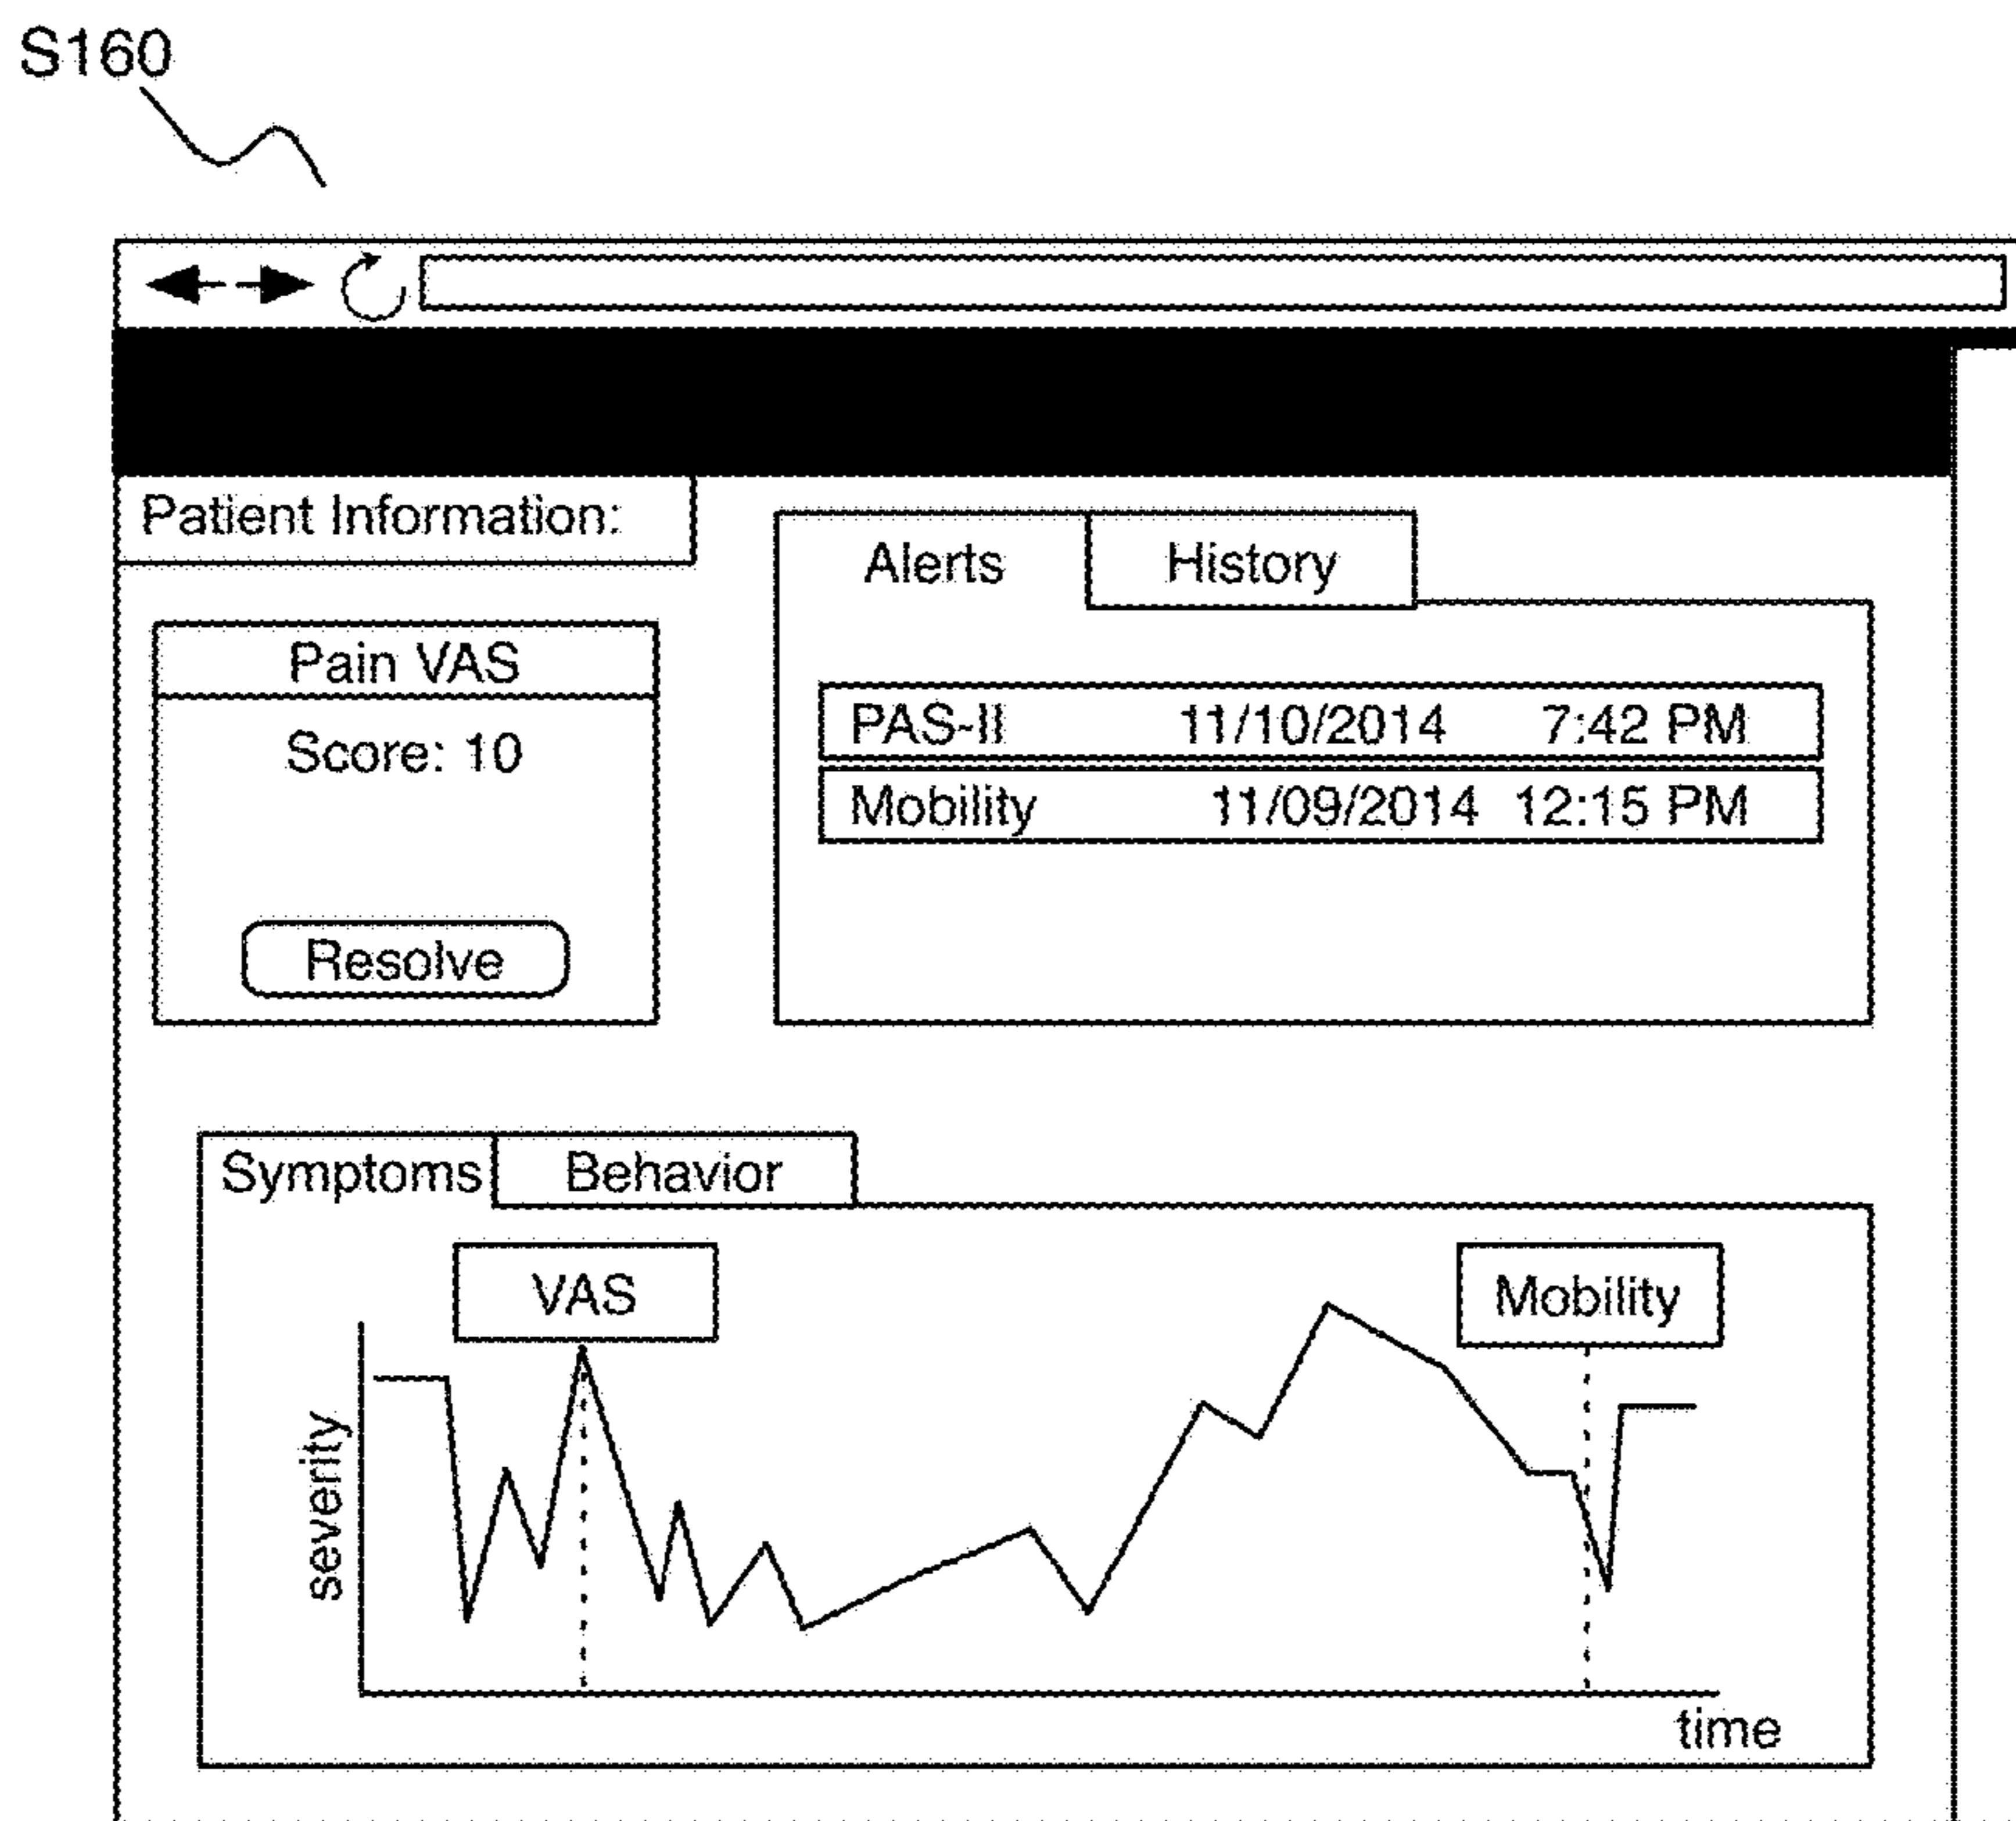 S160
Patient Information:
Alerts
History
Pain VAS
Score: 10
Resolve
PAS-II 11/10/2014 7:42 PM
Mobility 11/09/2014 12:15 PM
Symptoms
Behavior
VAS
Mobility
severity
time